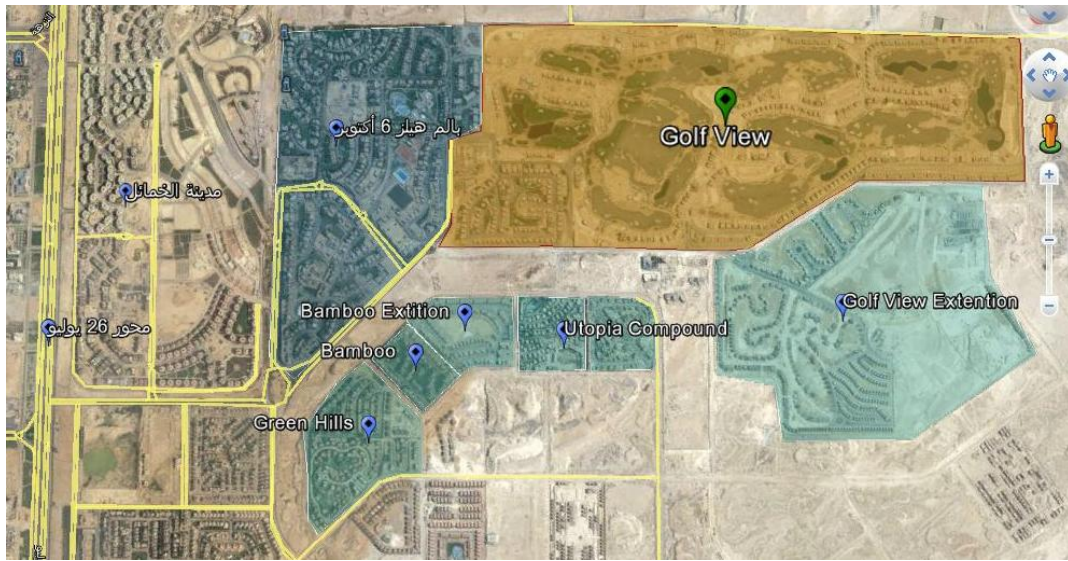 الترعة
بالم هيلز 6 أكتوبر
Golf View
مدينة الخمائل
محور 26 يوليو
Bamboo Extition
Golf View Extention
Utopia Compound
Bamboo
Green Hills